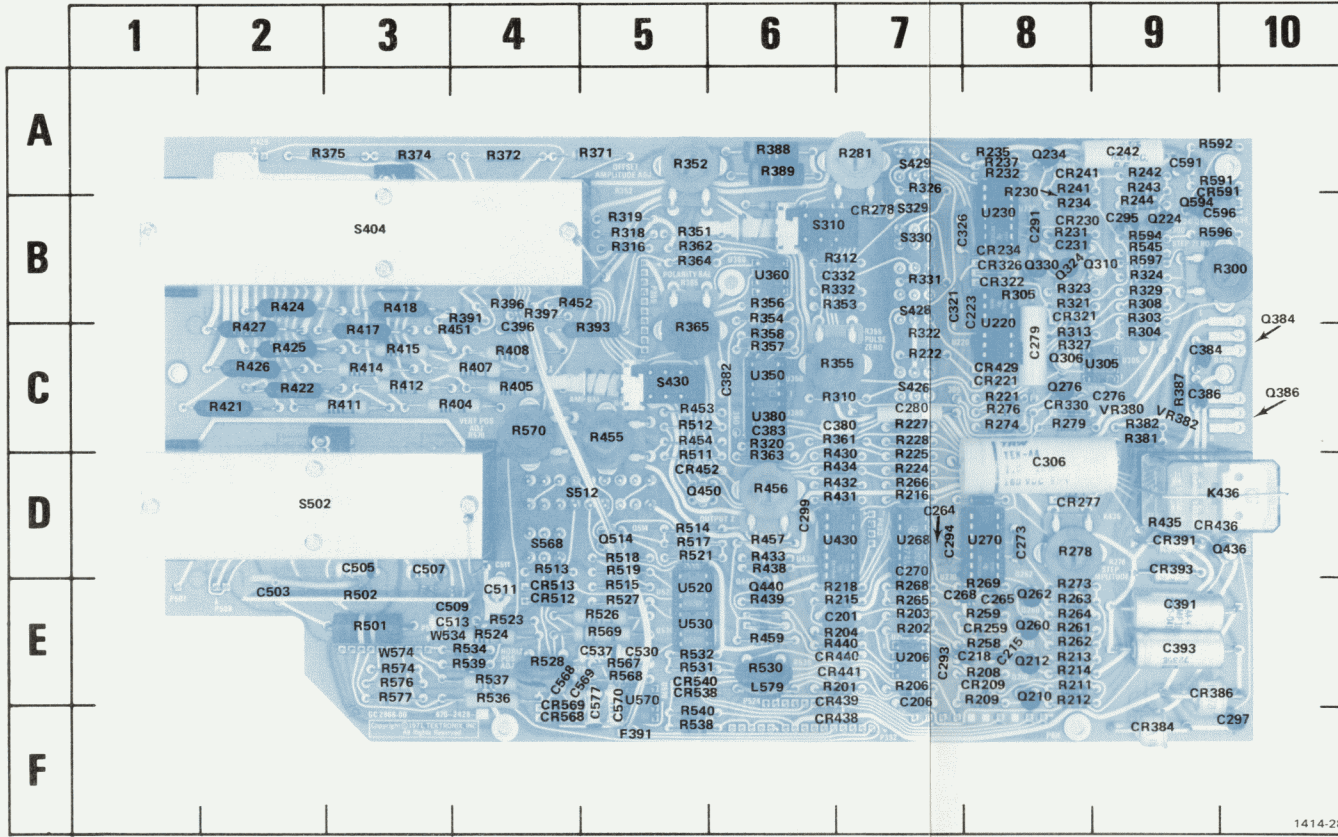 1 2 3 4 5 6 7 8 9 10
A
R375 R374 R372 R371 R352 R388 R389 R281 S429 R326
R235 R237 R232 Q234 CR241 R230 R241 R234 C242 R242 R243 R244 C591 R592 R591 CR591 Q594
OFFSET
AMPLITUDE ADJ
B
S404
R319 R318 R316 R351 R362 R364 S310 CR278 S329 S330 R312
C326 U230 C291 CR230 R231 C231 C295 Q224 C596 R596
R594 R545 R597 R324 R329 R308 R303 R304
CR234 CR326 CR322 Q330 Q324 Q310 R305 R323 R321 CR321 R300
U360 C332 R332 R353 R331 R356 R354
R424 R418 R391 R396 R397 R452 S428 C321 C223
C
R427 R417 R451 C396 R393 R365 R358 R357 R355 R322 R222 U220 C279 R313 R327 Q306 U305 C384 Q384
R425 R415 R408
R426 R414 R407 S430 C382 U350 CR429 CR221 Q276 R387
R422 R412 R405 S426 R221 C276 C386 Q386
R421 R411 R404 R453 U380 R310 C280 R276 CR330 VR380 VR382
R570 R455 R512 C383 C380 R227 R274 R279 R382
R454 R320 R361 R228 R381
R511 R363 R430 R225
PULSE
ZERO
D
S502 S512 CR452 Q450 R456 R434 R432 R431 R224 R266 R216 C306 CR277 K436
C299 C264 C294
S568 Q514 R514 R517 R521 R457 R433 R438 U430 U268 U270 C273 R278 R435 CR436 CR391 Q436
C505 C507 R513 R518 R519 C270 CR393
E
C503 R502 CR513 CR512 C511 R515 R527 U520 Q440 R439 R218 R215 R268 R265 R269 C268 C265 Q262 R273 R263 C391
C509 C513 W534 R523 R524 R526 R569 U530 C201 R203 R202 R259 CR259 Q260 R264 R261
R501 R534 R539 R204 R440 R459 R258 R262
W574 R574 R576 R577 R537 R536 R528 C537 C530 R567 R568 R532 R531 R530 CR440 CR441 U206 C293 C218 C215 Q212 R213 R214 C393
C568 C569 CR540 CR538 L579 R201 R206 R208 CR209 R211 CR386
CR569 CR568 C577 C570 U570 CR439 C206 R209 Q210 R212
F
R540 R538 CR438 F391 CR384 C297
1414-28